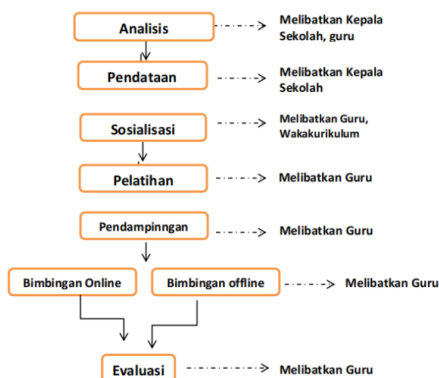 Analisis
Melibatkan Kepala
Sekolah, guru
Pendataan
Melibatkan Kepala
Sekolah
Sosialisasi
Melibatkan Guru,
Wakakurikulum
Pelatihan
Melibatkan Guru
Pendampinngan
Melibatkan Guru
Bimbingan Online
Bimbingan offline
Melibatkan Guru
Evaluasi
Melibatkan Guru